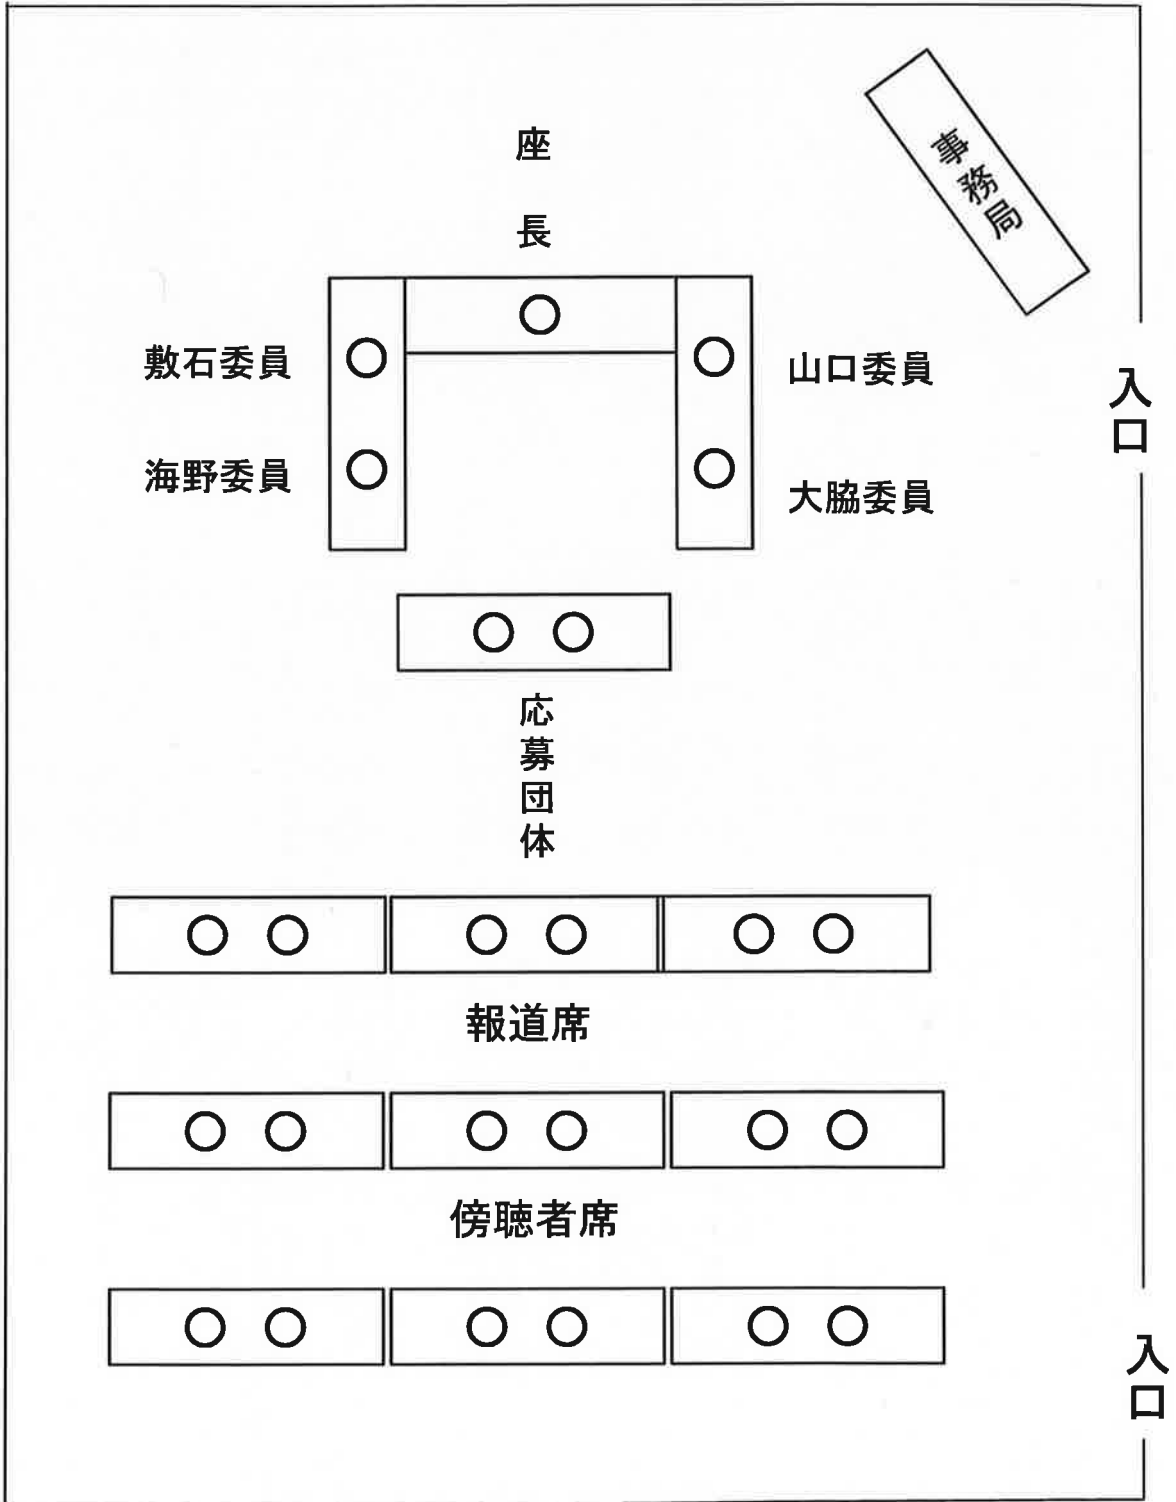 座長
事務局
敷石委員
山口委員
入口
海野委員
大脇委員
応募団体
報道席
傍聴者席
入口